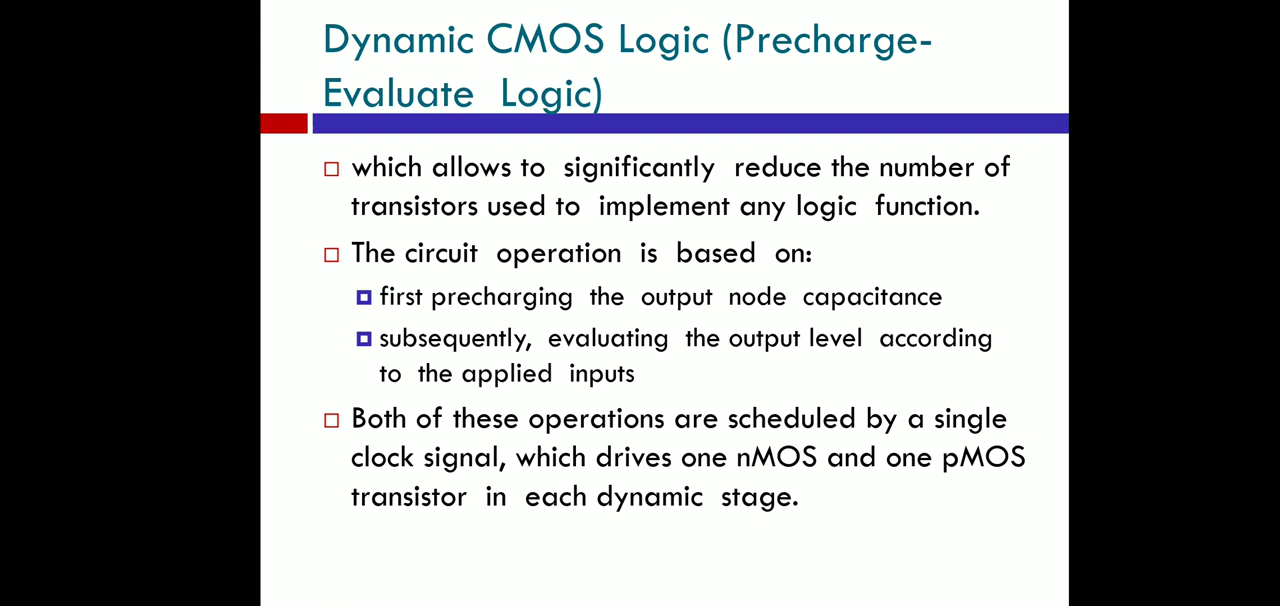 Dynamic CMOS Logic (Precharge-
Evaluate Logic)
which allows to significantly reduce the number of
transistors used to implement any logic function.
The circuit operation is based on:
first precharging the output node capacitance
subsequently, evaluating the output level according
to the applied inputs
Both of these operations are scheduled by a single
clock signal, which drives one nMOS and one pMOS
transistor in each dynamic stage.